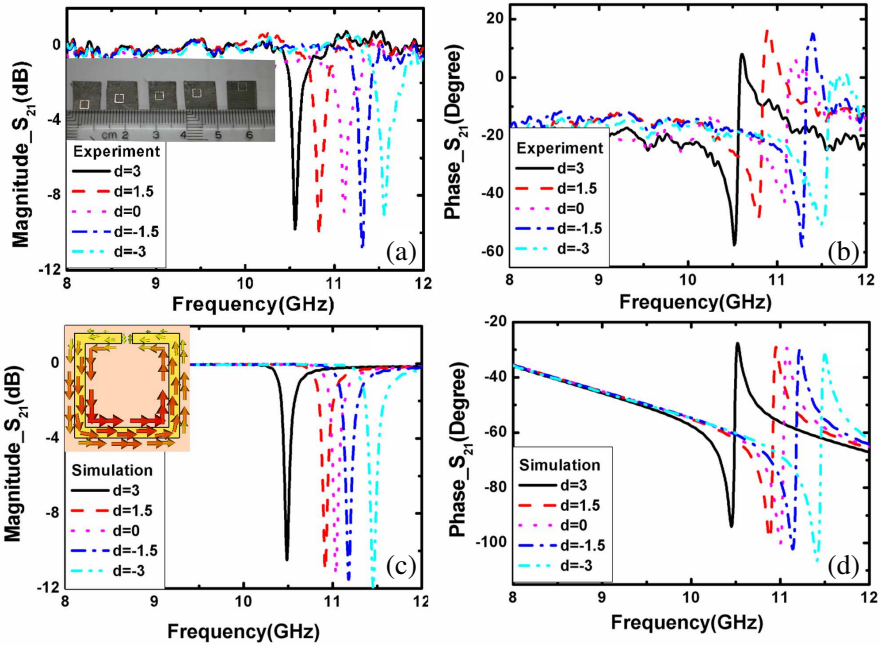 Magnitude_S21(dB)
0
-4
-8
-12
cm 2 3 4 5 6
Experiment
d=3
d=1.5
d=0
d=-1.5
d=-3
(a)
8 9 10 11 12
Frequency(GHz)
Phase_S21(Degree)
20
0
-20
-40
-60
Experiment
d=3
d=1.5
d=0
d=-1.5
d=-3
(b)
8 9 10 11 12
Frequency(GHz)
Magnitude_S21(dB)
0
-4
-8
-12
Simulation
d=3
d=1.5
d=0
d=-1.5
d=-3
(c)
8 9 10 11 12
Frequency(GHz)
Phase_S21(Degree)
-20
-40
-60
-80
-100
Simulation
d=3
d=1.5
d=0
d=-1.5
d=-3
(d)
8 9 10 11 12
Frequency(GHz)